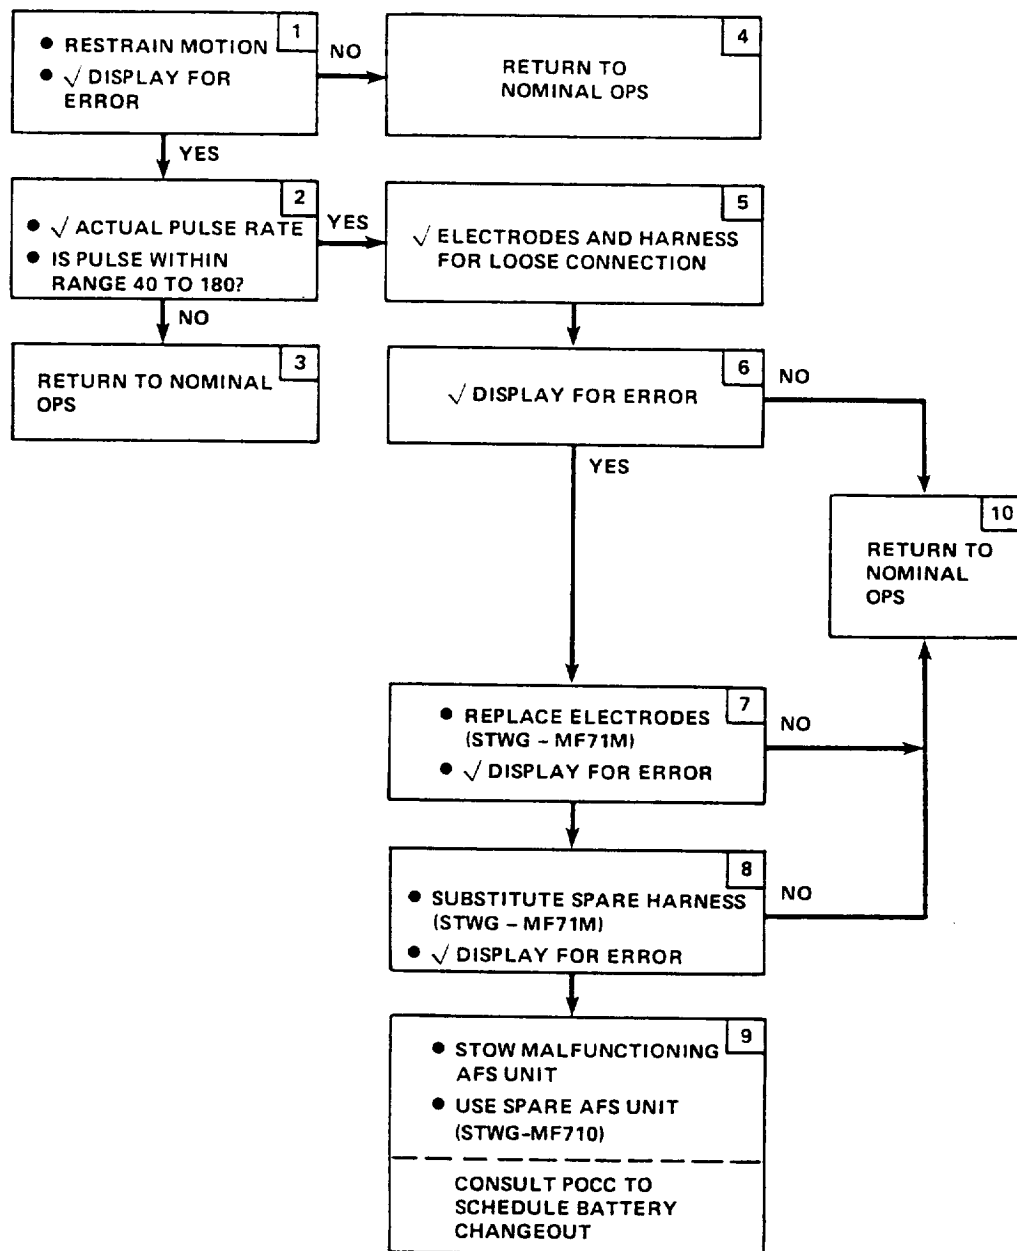 1
● RESTRAIN MOTION
● √ DISPLAY FOR
ERROR
NO
4
RETURN TO
NOMINAL OPS
YES
2
● √ ACTUAL PULSE RATE
● IS PULSE WITHIN
RANGE 40 TO 180?
YES
5
√ ELECTRODES AND HARNESS
FOR LOOSE CONNECTION
NO
3
RETURN TO NOMINAL
OPS
6
√ DISPLAY FOR ERROR
NO
YES
10
RETURN TO
NOMINAL
OPS
7
● REPLACE ELECTRODES
(STWG – MF71M)
● √ DISPLAY FOR ERROR
NO
8
● SUBSTITUTE SPARE HARNESS
(STWG – MF71M)
● √ DISPLAY FOR ERROR
NO
9
● STOW MALFUNCTIONING
AFS UNIT
● USE SPARE AFS UNIT
(STWG-MF710)
CONSULT POCC TO
SCHEDULE BATTERY
CHANGEOUT